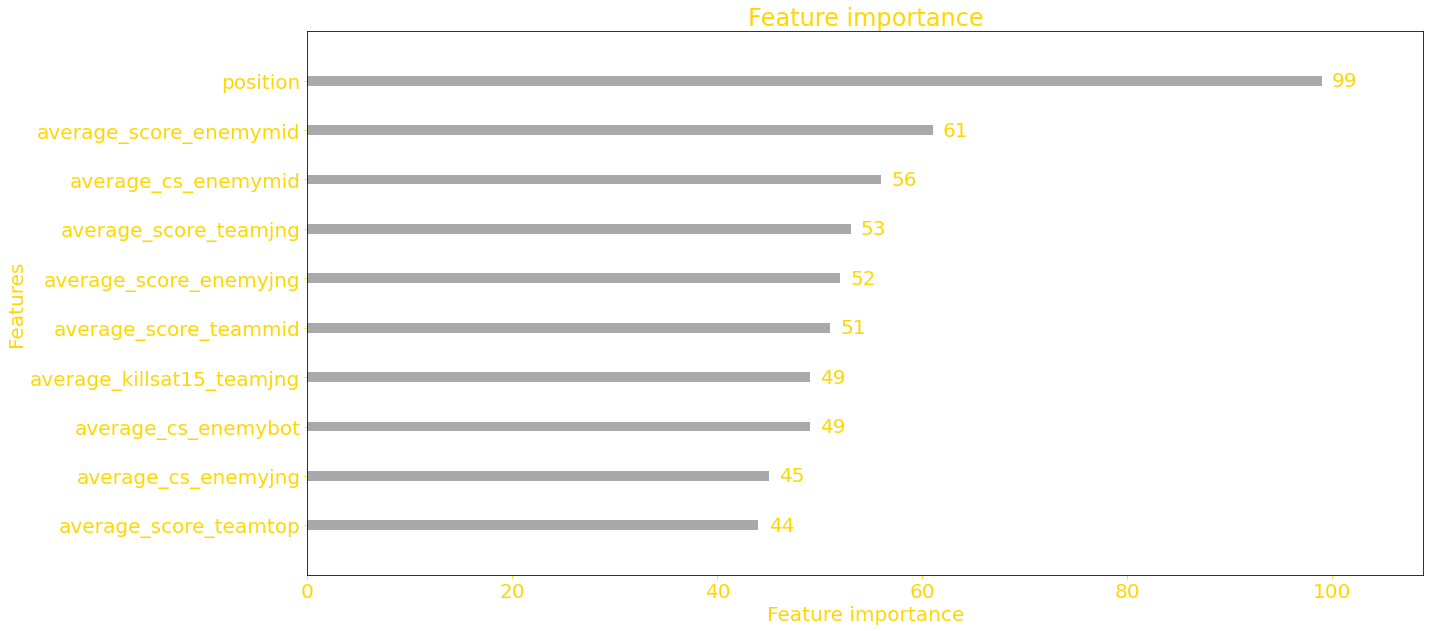 Feature importance
position 99
average_score_enemymid 61
average_cs_enemymid 56
average_score_teamjng 53
average_score_enemyjng 52
average_score_teammid 51
average_killsat15_teamjng 49
average_cs_enemybot 49
average_cs_enemyjng 45
average_score_teamtop 44
Features
0 20 40 60 80 100
Feature importance